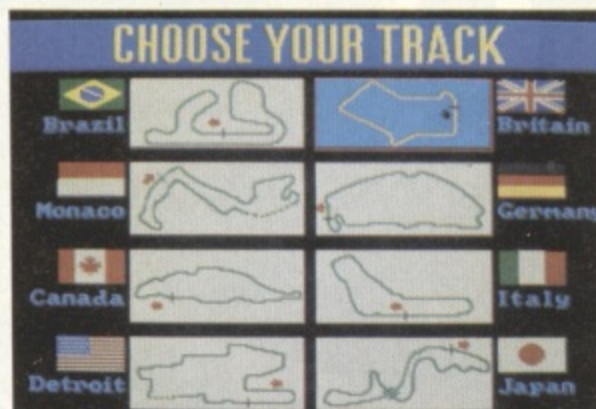 CHOOSE YOUR TRACK
Brazil Britain
Monaco Germany
Canada Italy
Detroit Japan